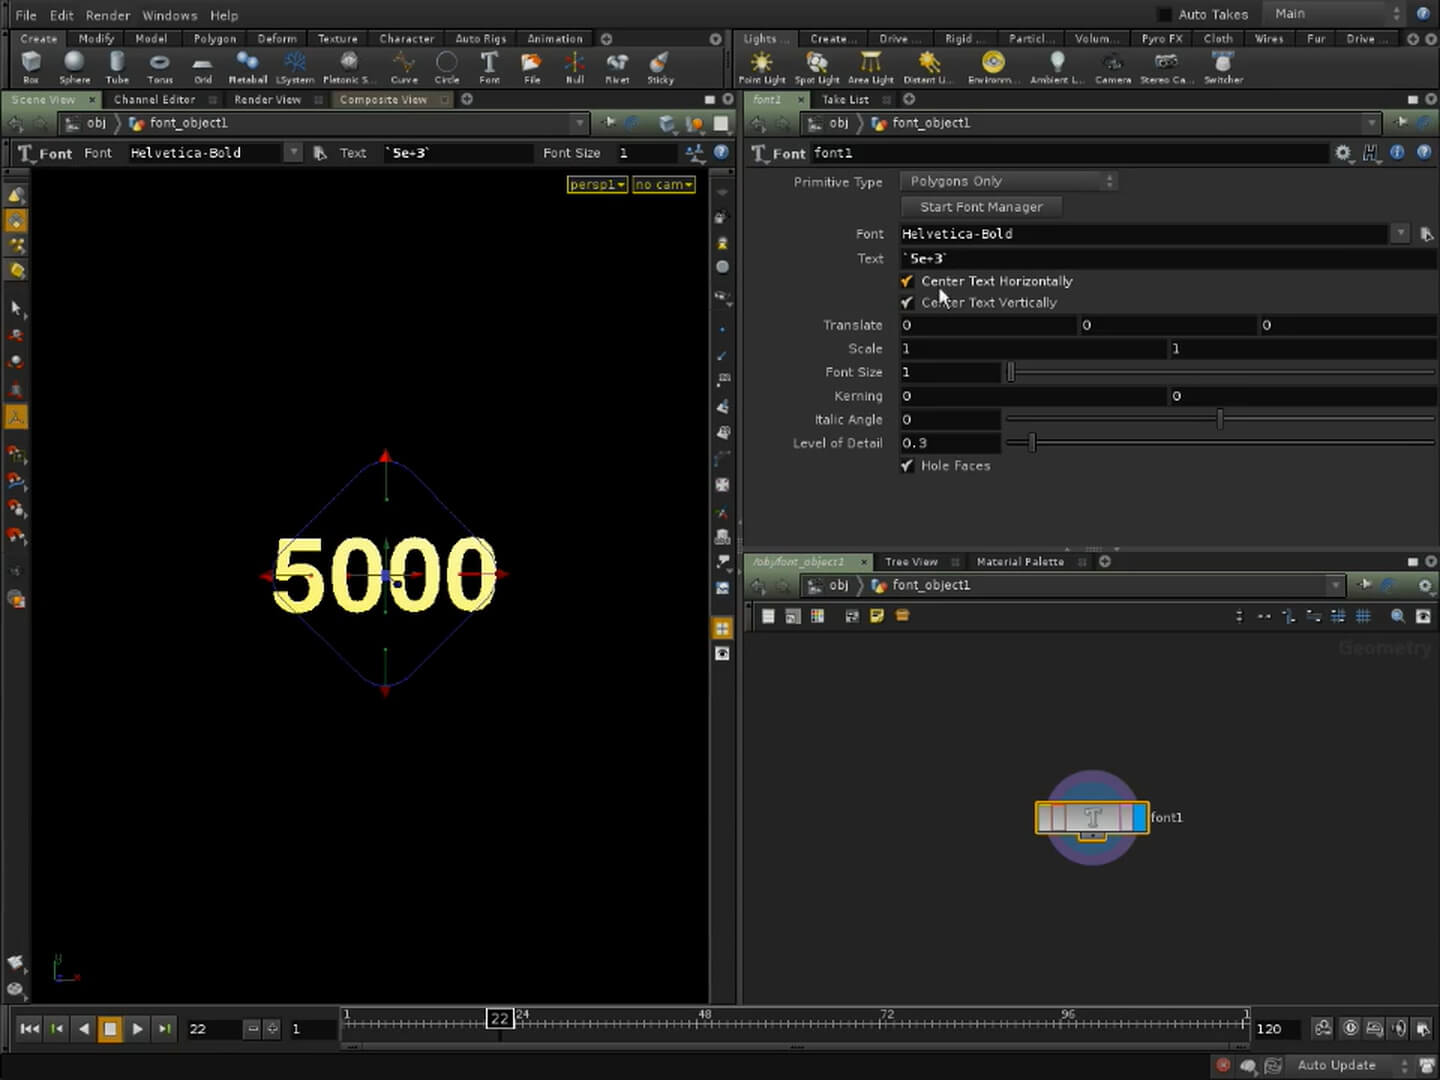 File Edit Render Windows Help
Auto Takes Main
Create Modify Model Polygon Deform Texture Character Auto Rigs Animation
Lights ... Create... Drive ... Rigid ... Particl... Volum... Pyro FX Cloth Wires Fur Drive ...
Box Sphere Tube Torus Grid Metaball LSystem Platonic S... Curve Circle Font File Null Rivet Sticky
Point Light Spot Light Area Light Distant Li... Environm... Ambient L... Camera Stereo Ca... Switcher
Scene View Channel Editor Render View Composite View
font1 Take List
obj font_object1
obj font_object1
Font Font Helvetica-Bold Text `5e+3` Font Size 1
Font font1
persp1 no cam
Primitive Type Polygons Only
Start Font Manager
Font Helvetica-Bold
Text `5e+3`
Center Text Horizontally
Center Text Vertically
Translate 0 0 0
Scale 1 1
Font Size 1
Kerning 0 0
Italic Angle 0
Level of Detail 0.3
Hole Faces
5000
/obj/font_object1 Tree View Material Palette
obj font_object1
Geometry
T font1
y x
22 1 1 22 24 48 72 96 1 120
Auto Update